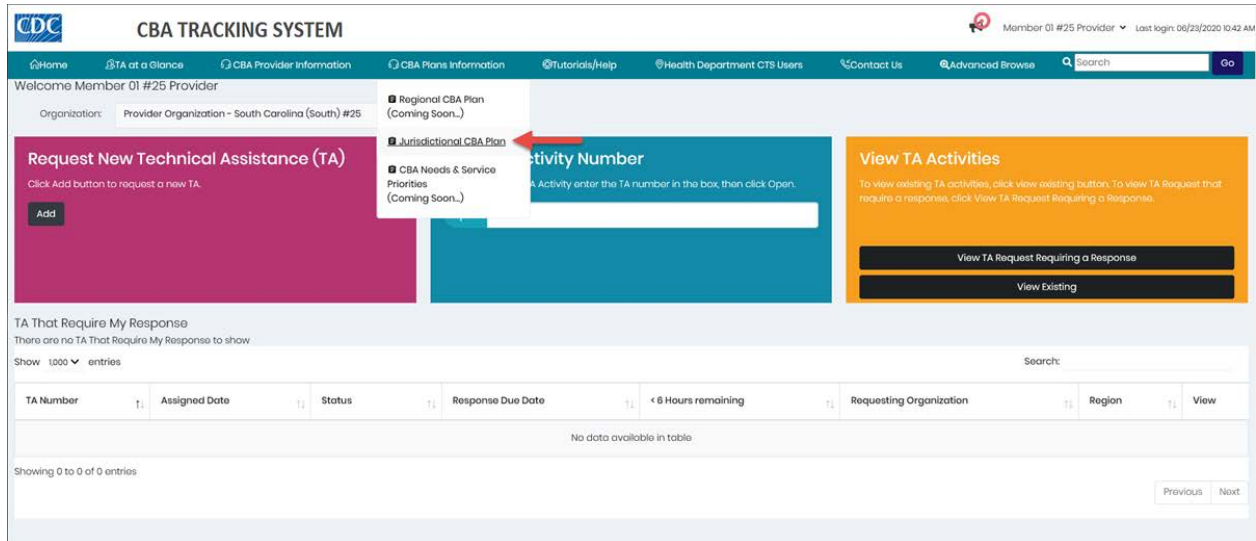 CDC
CBA TRACKING SYSTEM
Member 01 #25 Provider
Last login: 06/23/2020 10:42 AM
Home TA at a Glance CBA Provider Information CBA Plans Information Tutorials/Help Health Department CTS Users Contact Us Advanced Browse Search Go
Welcome Member 01 #25 Provider
Organization: Provider Organization - South Carolina (South) #25
Regional CBA Plan
(Coming Soon...)
Jurisdictional CBA Plan
CBA Needs & Service
Priorities
(Coming Soon...)
Request New Technical Assistance (TA)
Click Add button to request a new TA.
Add
ctivity Number
A Activity enter the TA number in the box, then click Open.
View TA Activities
To view existing TA activities, click view existing button. To view TA Request that
require a response, click View TA Request Requiring a Response.
View TA Request Requiring a Response
View Existing
TA That Require My Response
There are no TA That Require My Response to show
Show 1,000 entries
Search:
TA Number Assigned Date Status Response Due Date < 6 Hours remaining Requesting Organization Region View
No data available in table
Showing 0 to 0 of 0 entries
Previous Next